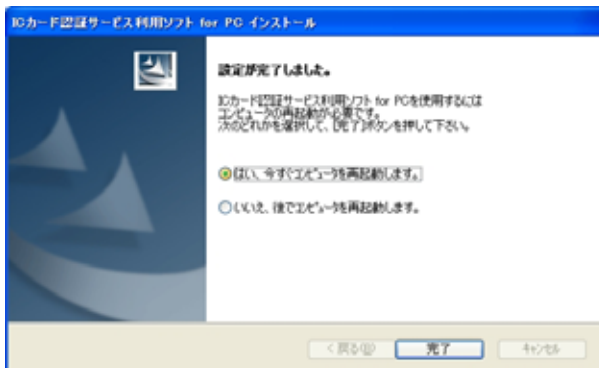 ICカード認証サービス利用ソフト for PC インストール
設定が完了しました。
ICカード認証サービス利用ソフト for PCを使用するには
コンピュータの再起動が必要です。
次のどれかを選択して、[完了]ボタンを押して下さい。
はい、今すぐコンピュータを再起動します。
いいえ、後でコンピュータを再起動します。
< 戻る(B)
完了
キャンセル